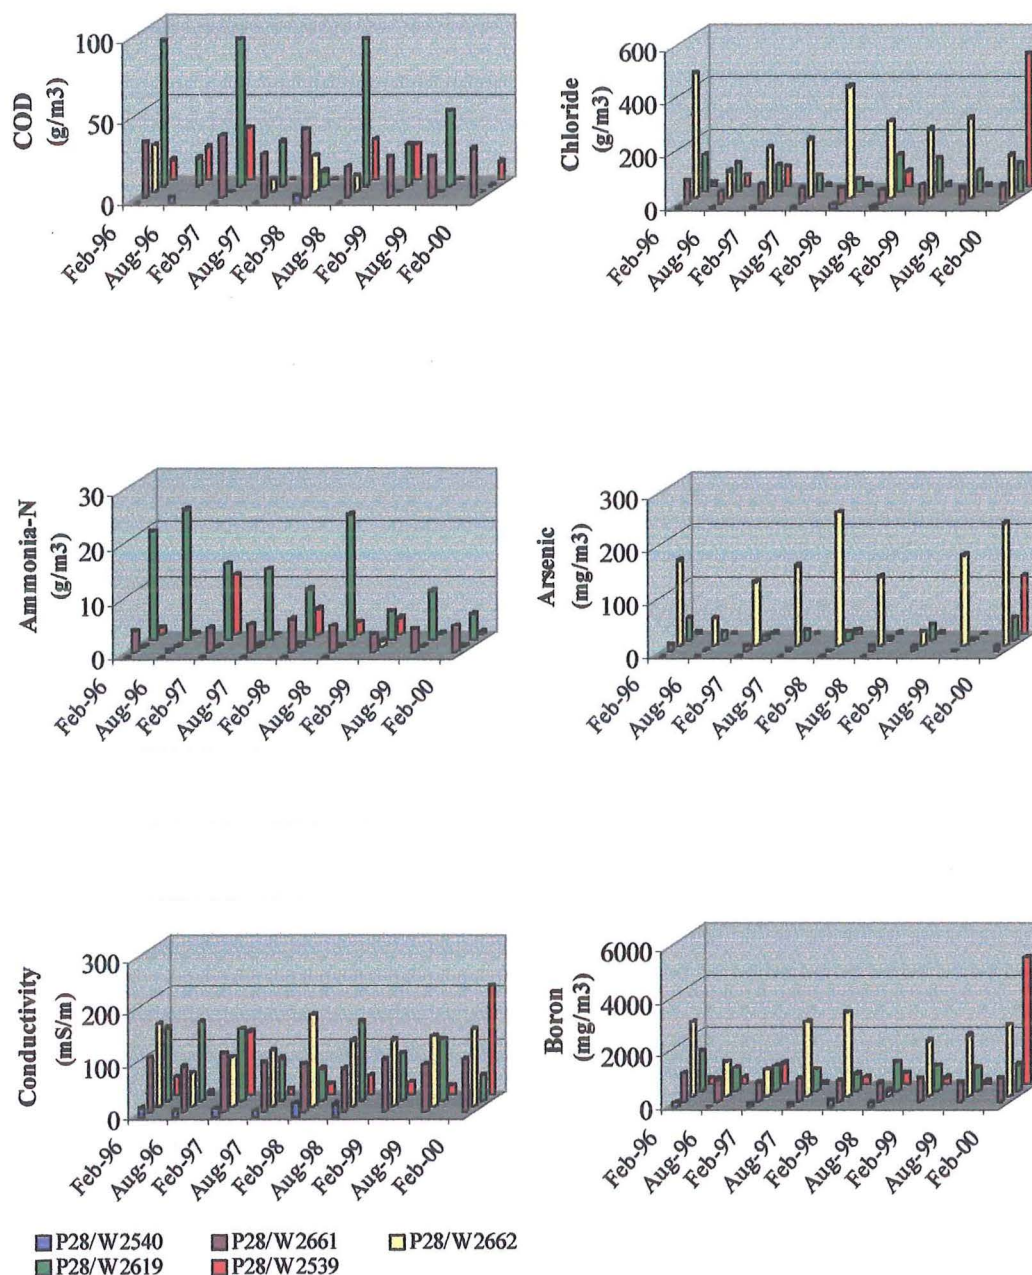 COD
(g/m3)
100
50
0
Feb-96
Aug-96
Feb-97
Aug-97
Feb-98
Aug-98
Feb-99
Aug-99
Feb-00
Chloride
(g/m3)
600
400
200
0
Feb-96
Aug-96
Feb-97
Aug-97
Feb-98
Aug-98
Feb-99
Aug-99
Feb-00
Ammonia-N
(g/m3)
30
20
10
0
Feb-96
Aug-96
Feb-97
Aug-97
Feb-98
Aug-98
Feb-99
Aug-99
Feb-00
Arsenic
(mg/m3)
300
200
100
0
Feb-96
Aug-96
Feb-97
Aug-97
Feb-98
Aug-98
Feb-99
Aug-99
Feb-00
Conductivity
(mS/m)
300
200
100
0
Feb-96
Aug-96
Feb-97
Aug-97
Feb-98
Aug-98
Feb-99
Aug-99
Feb-00
Boron
(mg/m3)
6000
4000
2000
0
Feb-96
Aug-96
Feb-97
Aug-97
Feb-98
Aug-98
Feb-99
Aug-99
Feb-00
P28/W2540
P28/W2661
P28/W2662
P28/W2619
P28/W2539